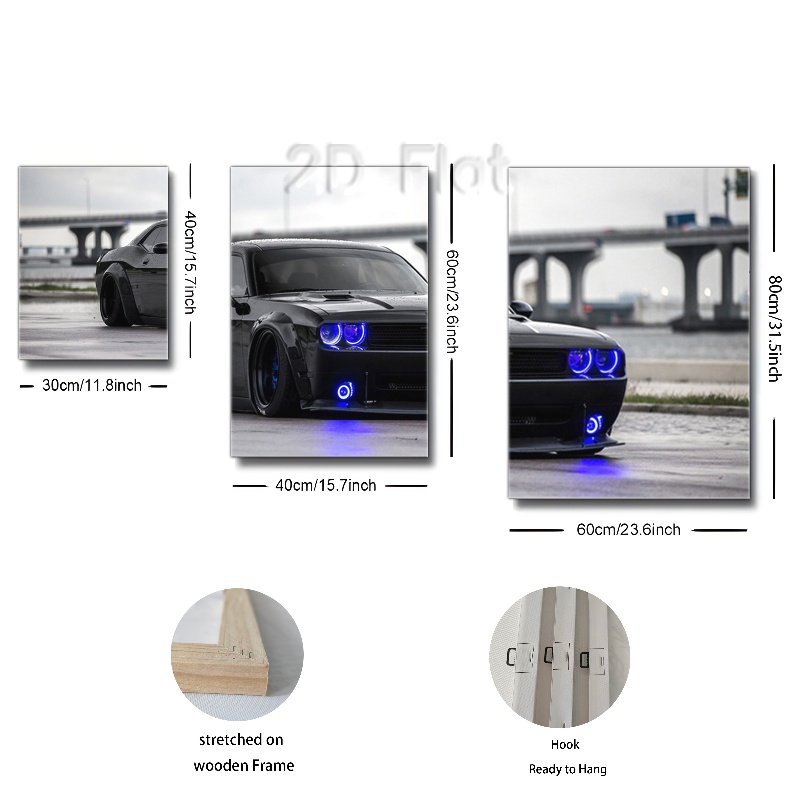 2D Flat
40cm/15.7inch
30cm/11.8inch
60cm/23.6inch
40cm/15.7inch
80cm/31.5inch
60cm/23.6inch
stretched on
wooden Frame
Hook
Ready to Hang